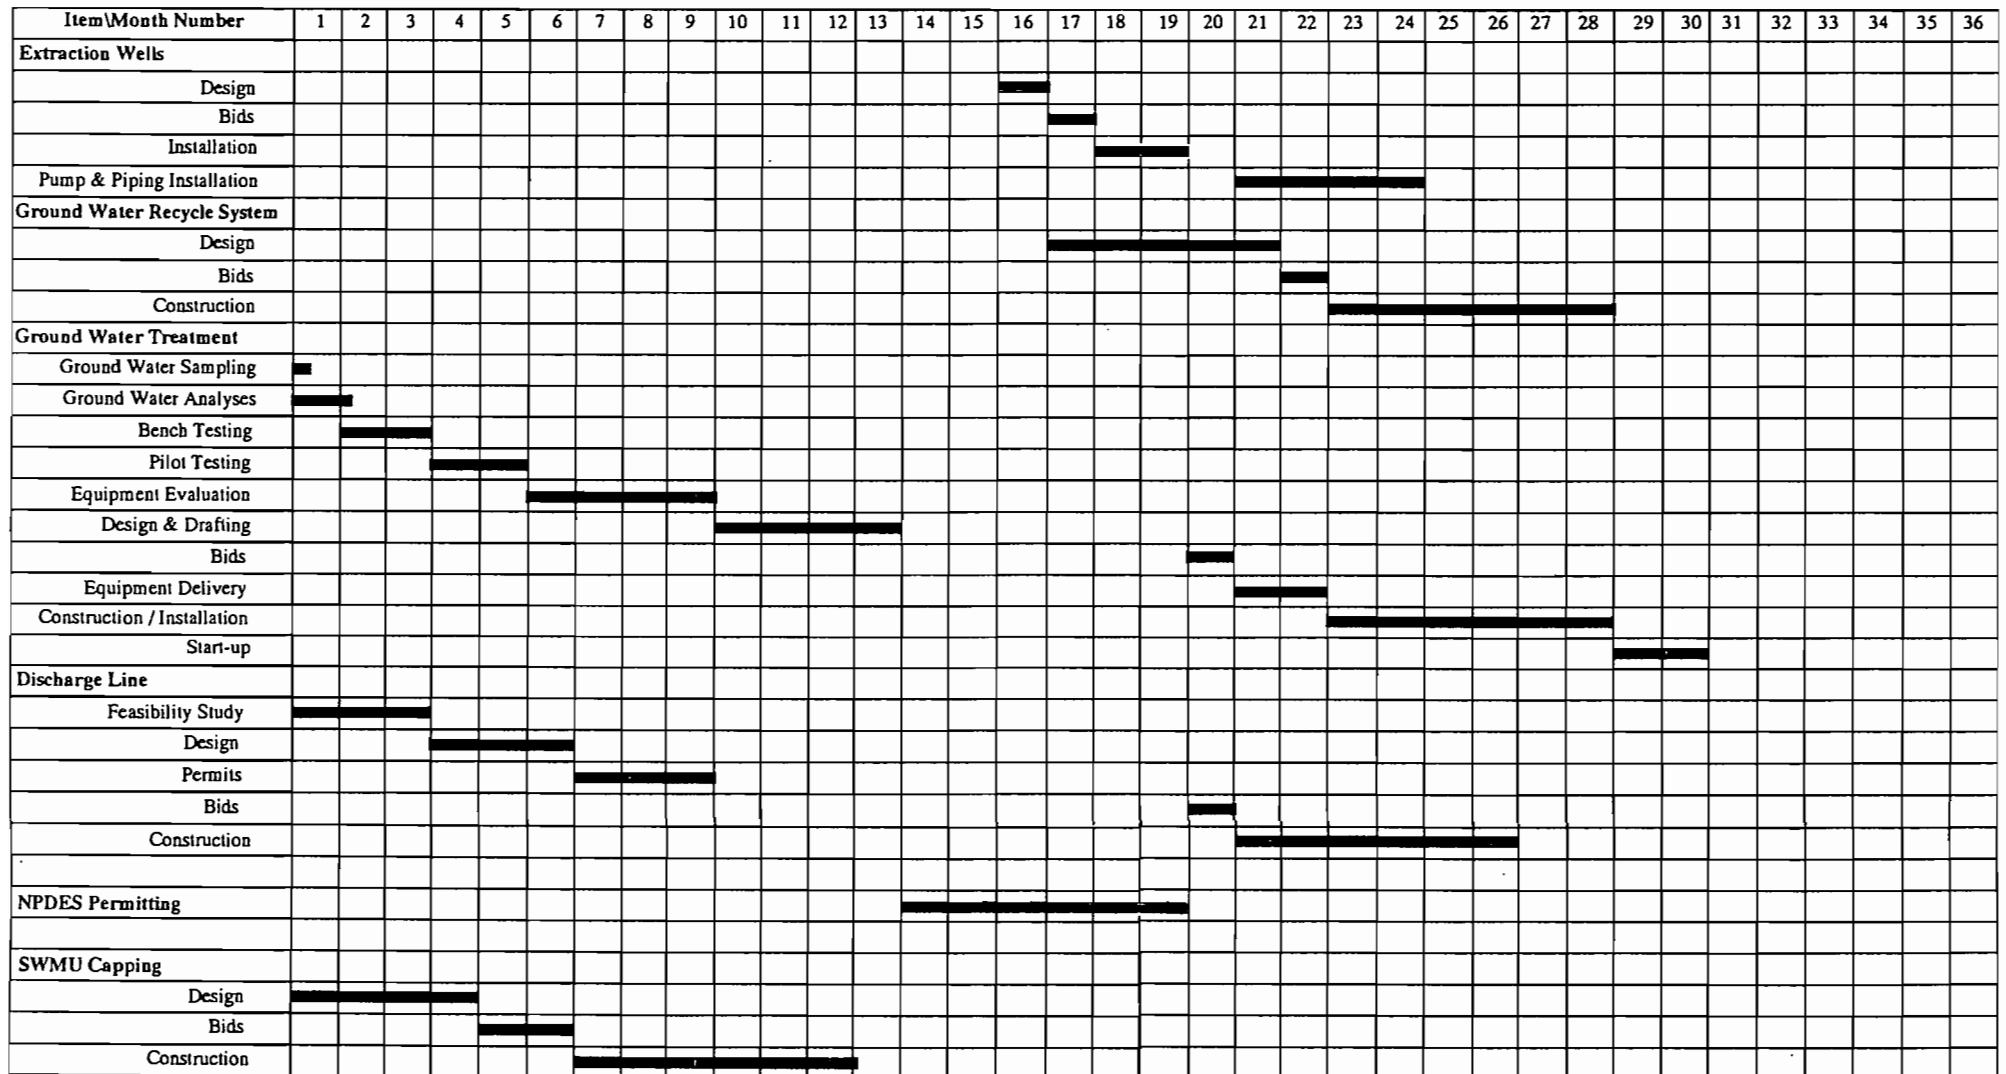 Item\Month Number 1 2 3 4 5 6 7 8 9 10 11 12 13 14 15 16 17 18 19 20 21 22 23 24 25 26 27 28 29 30 31 32 33 34 35 36
Extraction Wells
Design
Bids
Installation
Pump & Piping Installation
Ground Water Recycle System
Design
Bids
Construction
Ground Water Treatment
Ground Water Sampling
Ground Water Analyses
Bench Testing
Pilot Testing
Equipment Evaluation
Design & Drafting
Bids
Equipment Delivery
Construction / Installation
Start-up
Discharge Line
Feasibility Study
Design
Permits
Bids
Construction
NPDES Permitting
SWMU Capping
Design
Bids
Construction